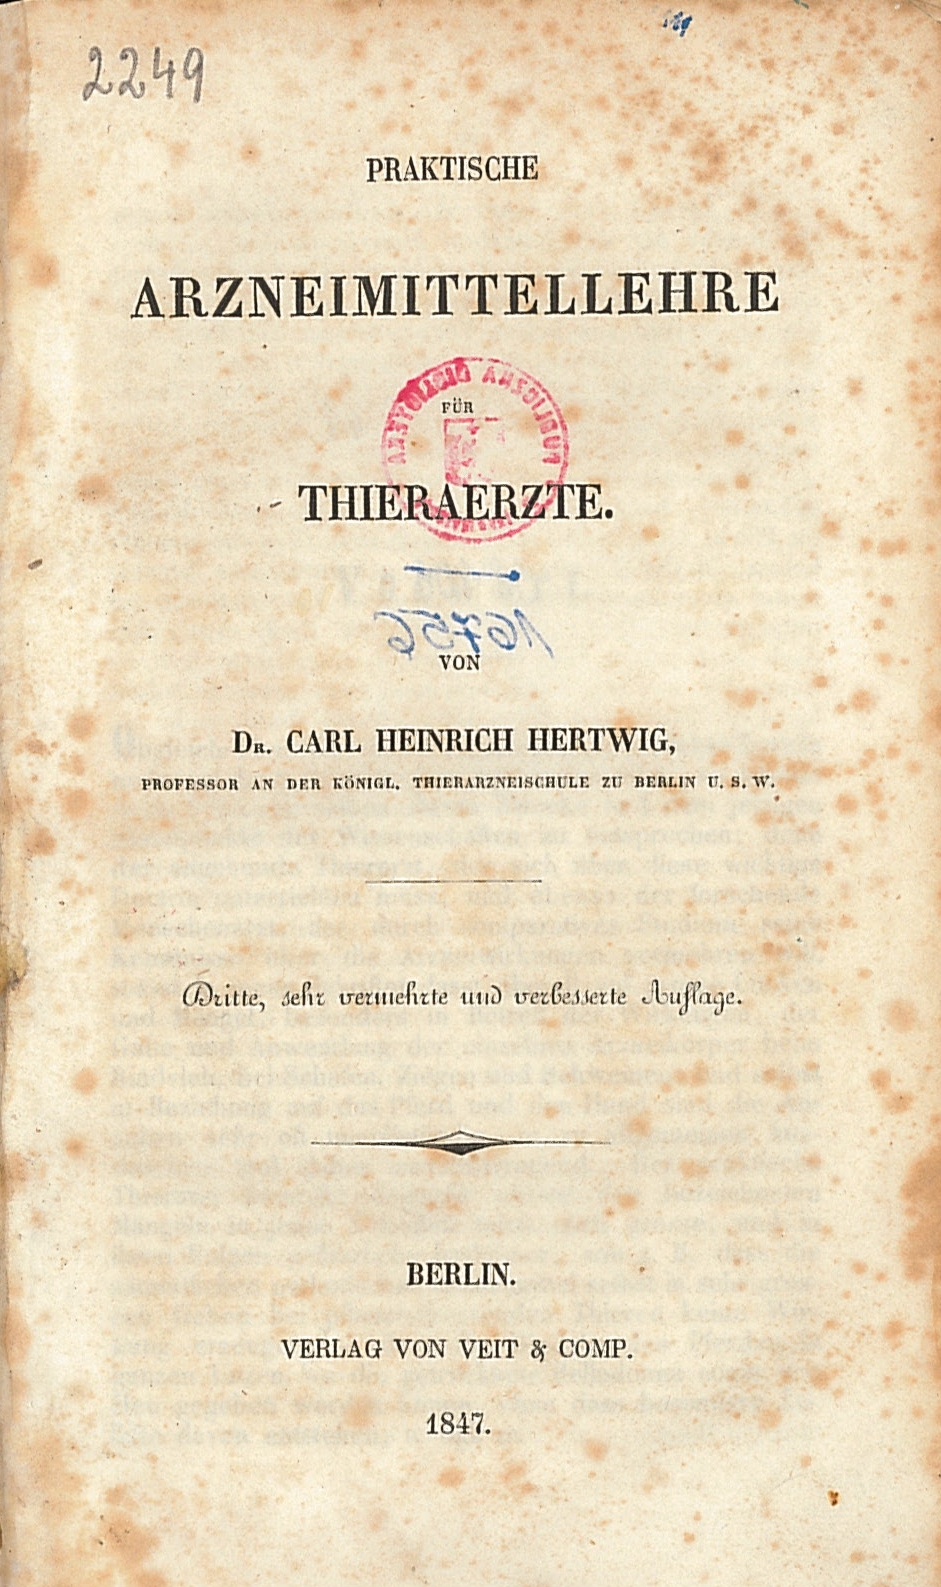 2249
PRAKTISCHE
ARZNEIMITTELLEHRE
FÜR
THIERAERZTE.
16756
VON
DR. CARL HEINRICH HERTWIG,
PROFESSOR AN DER KÖNIGL. THIERARZNEISCHULE ZU BERLIN U. S. W.
Dritte, sehr vermehrte und verbesserte Auflage.
BERLIN.
VERLAG VON VEIT & COMP.
1847.